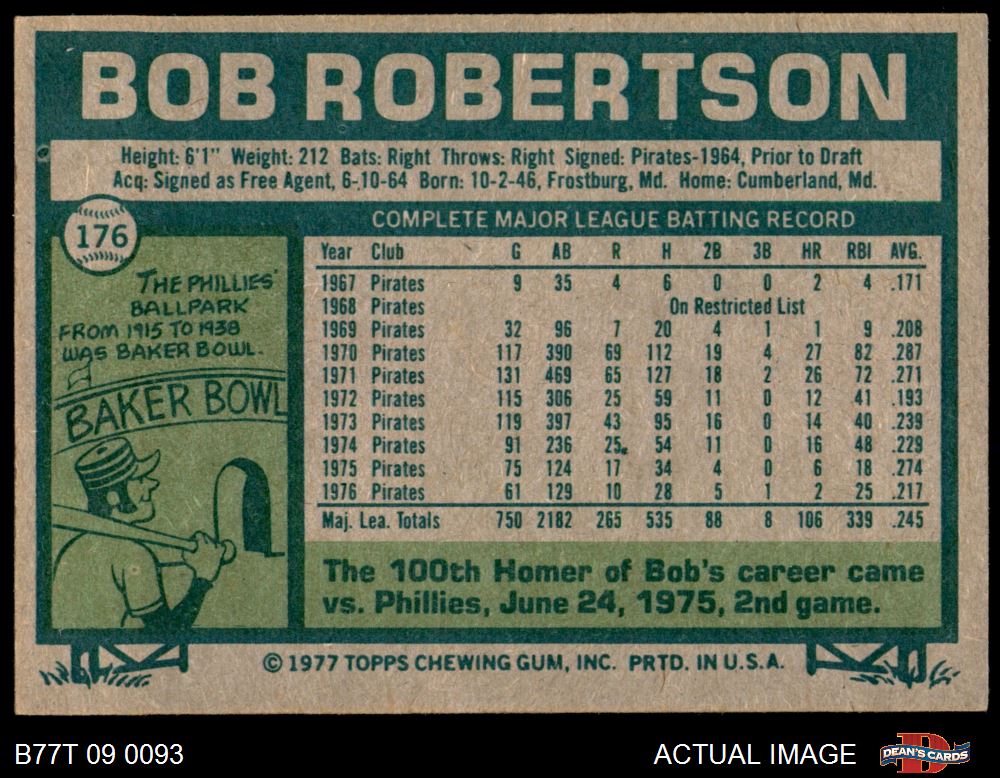 BOB ROBERTSON
Height: 6'1" Weight: 212 Bats: Right Throws: Right Signed: Pirates-1964, Prior to Draft
Acq: Signed as Free Agent, 6-10-64 Born: 10-2-46, Frostburg, Md. Home: Cumberland, Md.
176
THE PHILLIES'
BALLPARK
FROM 1915 TO 1938
WAS BAKER BOWL.
BAKER BOWL
COMPLETE MAJOR LEAGUE BATTING RECORD
Year Club G AB R H 2B 3B HR RBI AVG.
1967 Pirates 9 35 4 6 0 0 2 4 .171
1968 Pirates On Restricted List
1969 Pirates 32 96 7 20 4 1 1 9 .208
1970 Pirates 117 390 69 112 19 4 27 82 .287
1971 Pirates 131 469 65 127 18 2 26 72 .271
1972 Pirates 115 306 25 59 11 0 12 41 .193
1973 Pirates 119 397 43 95 16 0 14 40 .239
1974 Pirates 91 236 25 54 11 0 16 48 .229
1975 Pirates 75 124 17 34 4 0 6 18 .274
1976 Pirates 61 129 10 28 5 1 2 25 .217
Maj. Lea. Totals 750 2182 265 535 88 8 106 339 .245
The 100th Homer of Bob's career came
vs. Phillies, June 24, 1975, 2nd game.
© 1977 TOPPS CHEWING GUM, INC. PRTD. IN U.S.A.
B77T 09 0093
ACTUAL IMAGE
D
DEAN'S CARDS